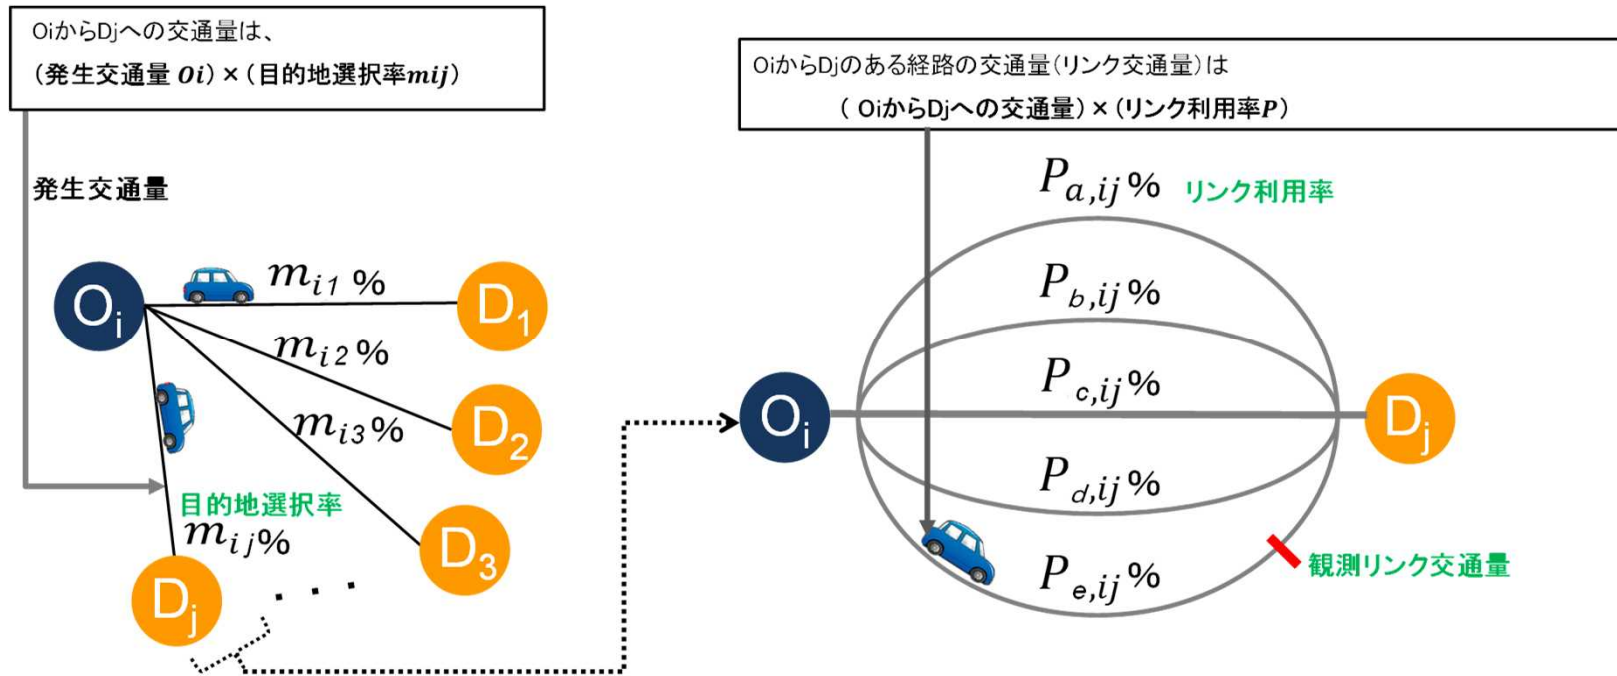 OiからDjへの交通量は、
(発生交通量 Oi)×(目的地選択率mij)
発生交通量
Oi
mi1 %
D1
mi2%
D2
mi3%
D3
目的地選択率
mij%
Dj
. . .
OiからDjのある経路の交通量(リンク交通量)は
( OiからDjへの交通量)×(リンク利用率P)
Pa,ij% リンク利用率
Pb,ij%
Pc,ij%
Oi
Dj
Pd,ij%
Pe,ij%
観測リンク交通量